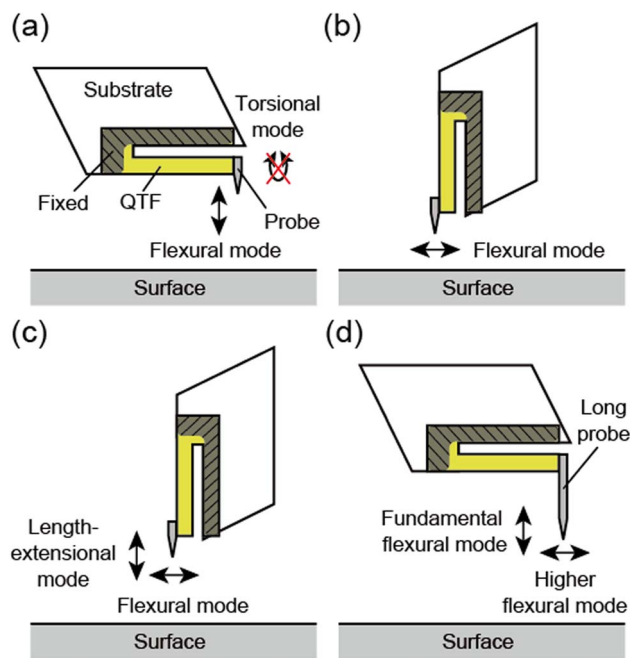 (a)
Substrate
Torsional
mode
Fixed
QTF
Probe
Flexural mode
Surface
(b)
Flexural mode
Surface
(c)
Length-
extensional
mode
Flexural mode
Surface
(d)
Long
probe
Fundamental
flexural mode
Higher
flexural mode
Surface